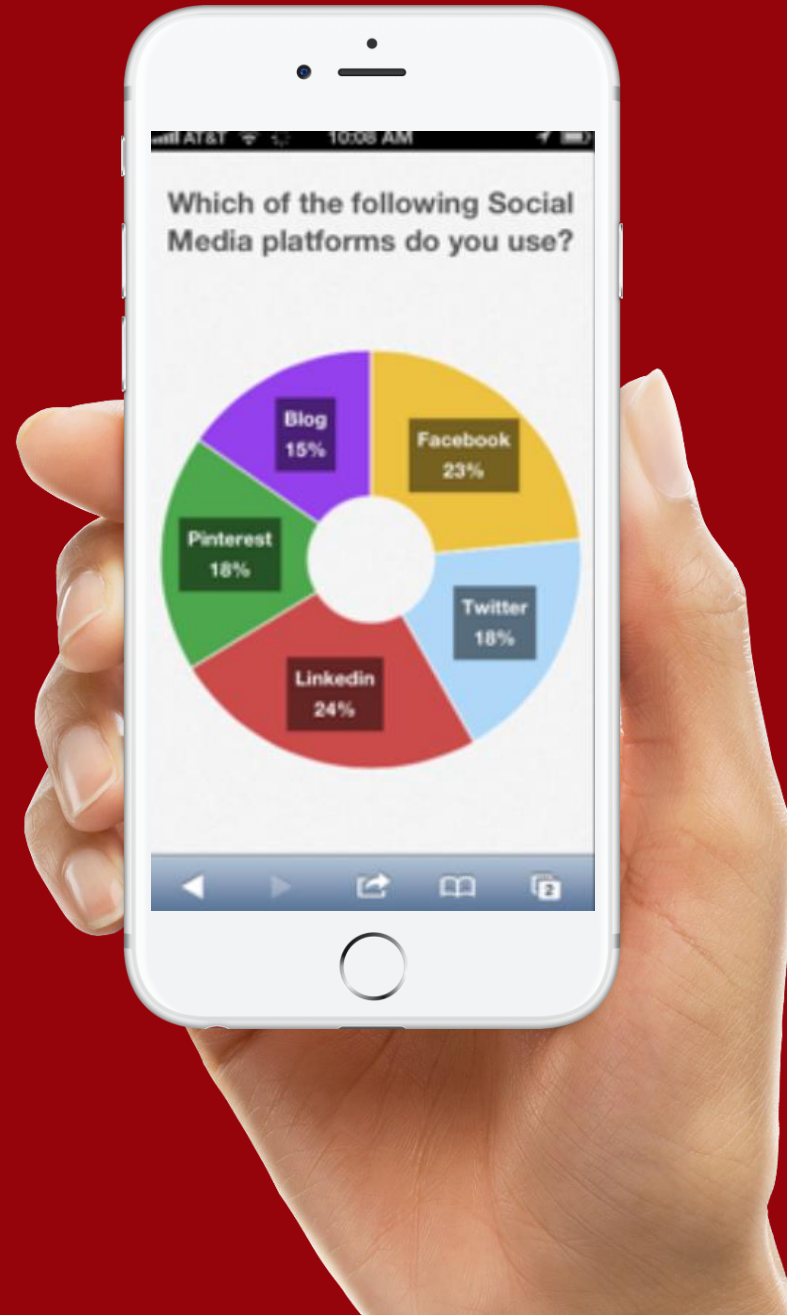 AT&T 10:08 AM
Which of the following Social
Media platforms do you use?
Blog
15%
Facebook
23%
Pinterest
18%
Twitter
18%
Linkedin
24%
2